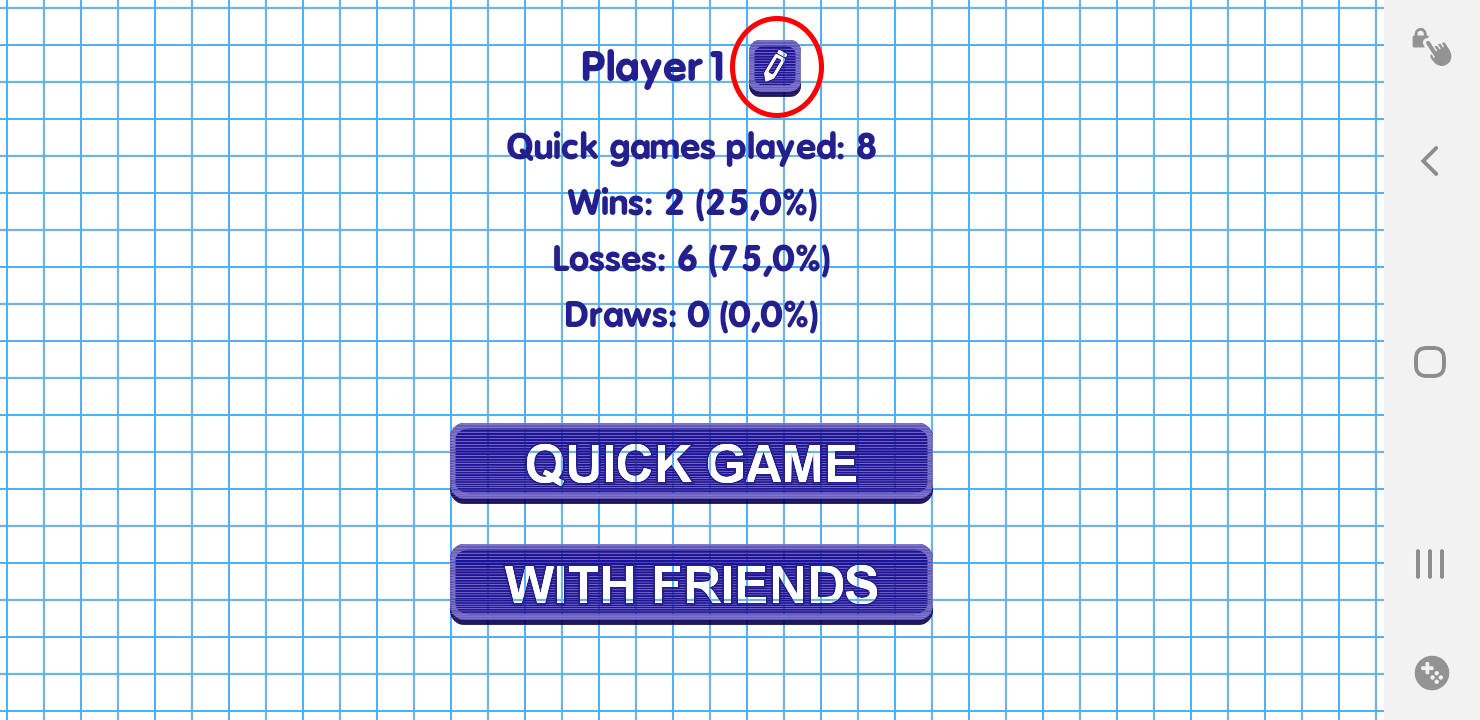 Player 1
Quick games played: 8
Wins: 2 (25,0%)
Losses: 6 (75,0%)
Draws: 0 (0,0%)
QUICK GAME
WITH FRIENDS